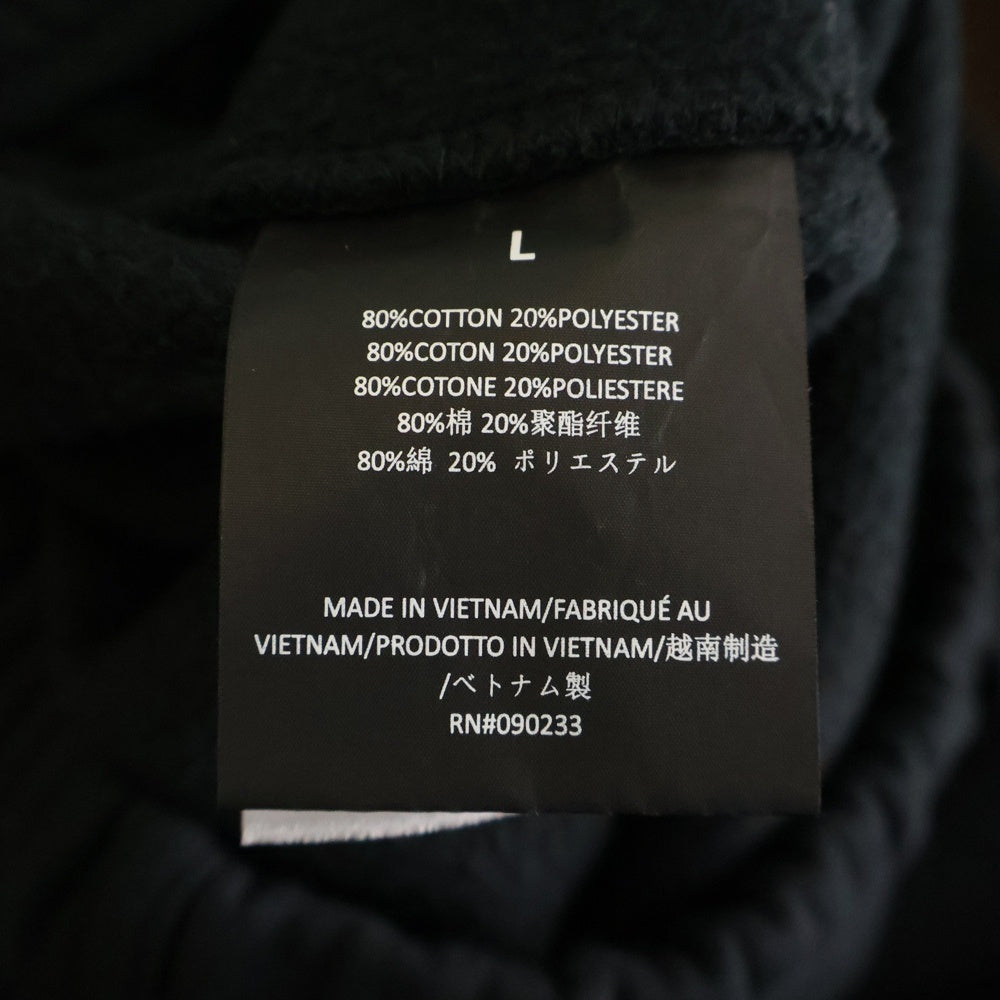 L
80%COTTON 20%POLYESTER
80%COTON 20%POLYESTER
80%COTONE 20%POLIESTERE
80%棉 20%聚酯纤维
80%綿 20% ポリエステル
MADE IN VIETNAM/FABRIQUÉ AU
VIETNAM/PRODOTTO IN VIETNAM/越南制造
/ベトナム製
RN#090233